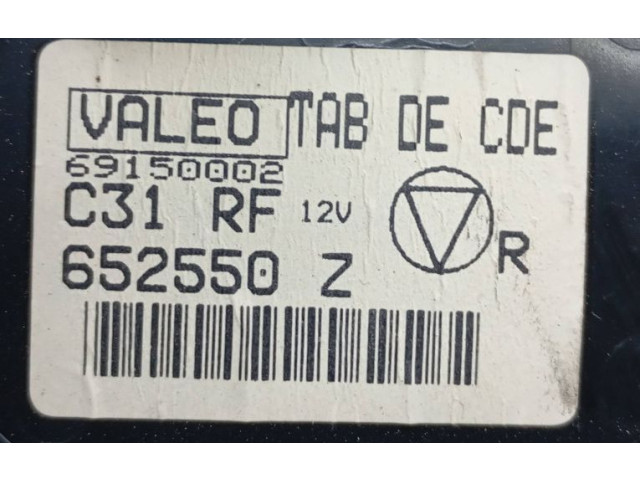 VALEO TAB DE CDE
69150002
C31 RF 12V
R
652550 Z